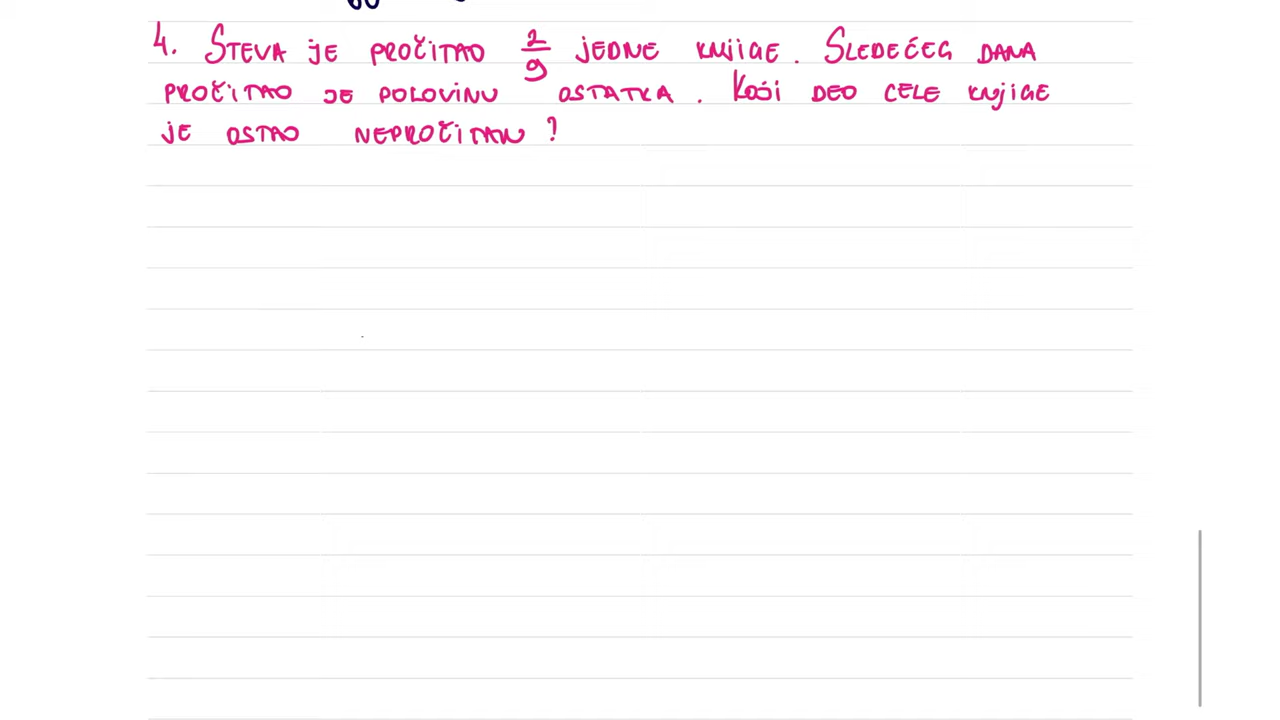 4. Steva je pročitao 2/9 jedne knjige. Sledećeg dana
pročitao je polovinu ostatka. Koji deo cele knjige
je ostao nepročitan?